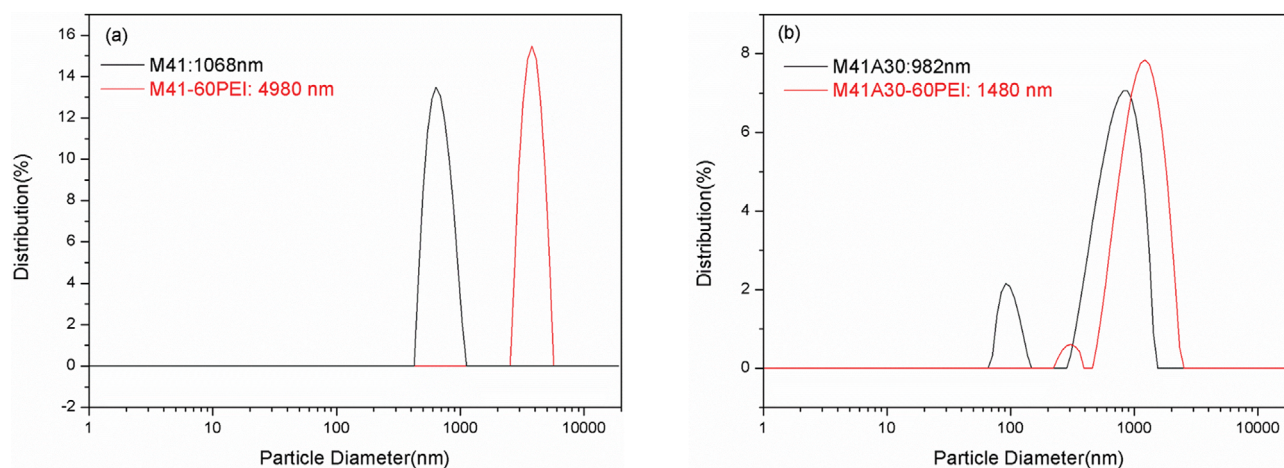 (a)
M41:1068nm
M41-60PEI: 4980 nm
Distribution(%)
16
14
12
10
8
6
4
2
0
-2
1
10
100
1000
10000
Particle Diameter(nm)
(b)
M41A30:982nm
M41A30-60PEI: 1480 nm
Distribution(%)
8
6
4
2
0
1
10
100
1000
10000
Particle Diameter(nm)